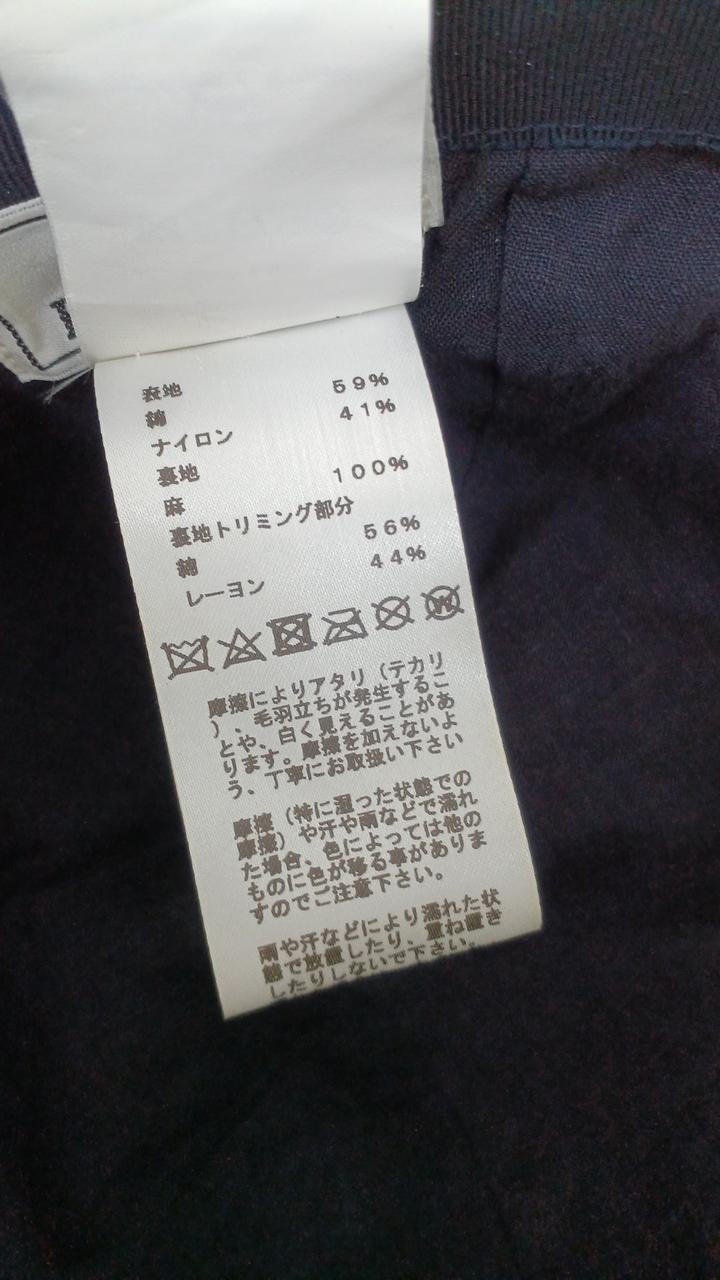 表地
綿 59%
ナイロン 41%
裏地
麻 100%
裏地トリミング部分
綿 56%
レーヨン 44%
摩擦によりアタリ（テカリ
）、毛羽立ちが発生するこ
とや、白く見えることがあ
ります。摩擦を加えないよ
う、丁寧にお取扱い下さい
摩擦（特に湿った状態での
摩擦）や汗や雨などで濡れ
た場合、色によっては他の
ものに色が移る事がありま
すのでご注意下さい。
雨や汗などにより濡れた状
態で放置したり、重ね置き
したりしないで下さい。